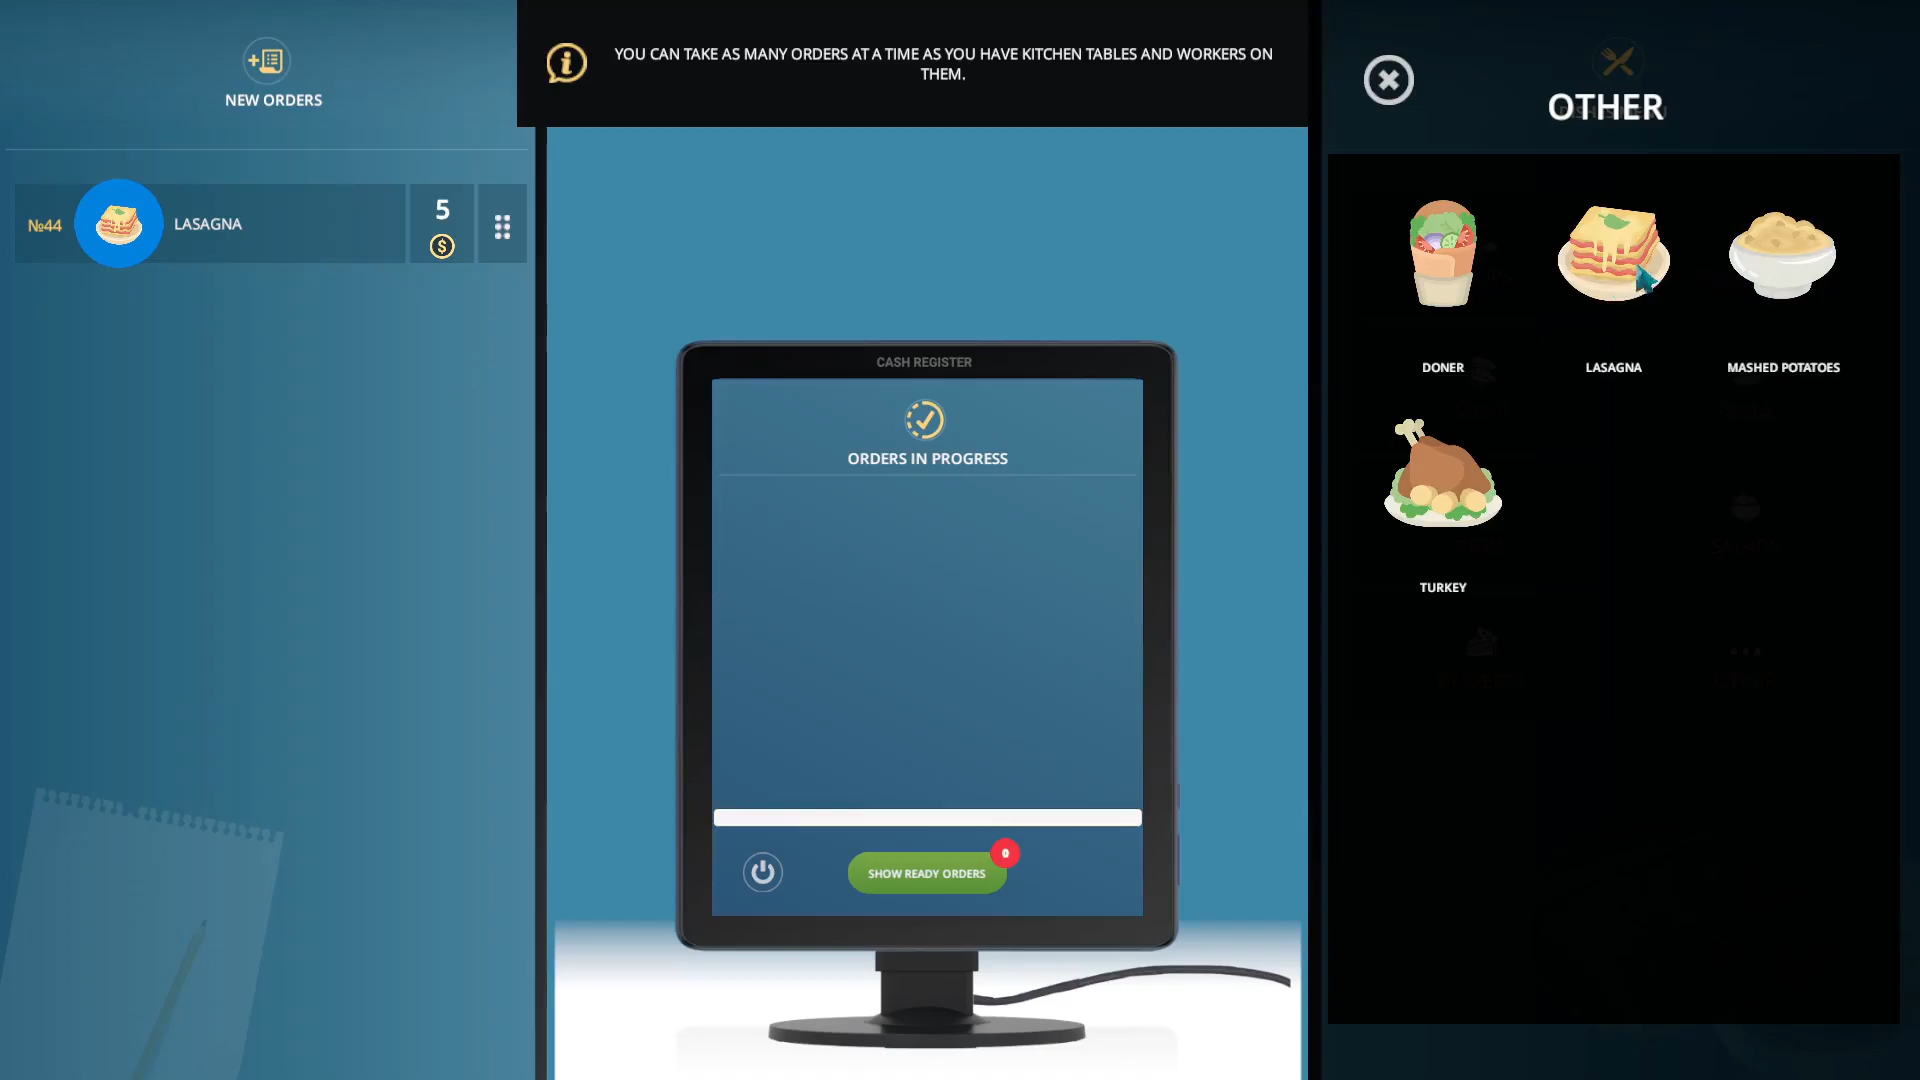 NEW ORDERS
№44
LASAGNA
5
YOU CAN TAKE AS MANY ORDERS AT A TIME AS YOU HAVE KITCHEN TABLES AND WORKERS ON
THEM.
CASH REGISTER
ORDERS IN PROGRESS
SHOW READY ORDERS
0
OTHER
DONER
LASAGNA
MASHED POTATOES
TURKEY